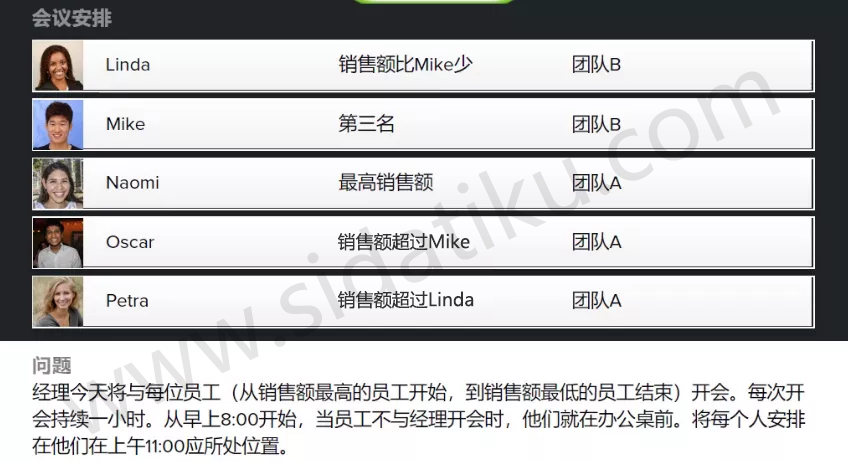 会议安排
Linda 销售额比Mike少 团队B
Mike 第三名 团队B
Naomi 最高销售额 团队A
Oscar 销售额超过Mike 团队A
Petra 销售额超过Linda 团队A
www.sidatiku.com
问题
经理今天将与每位员工（从销售额最高的员工开始，到销售额最低的员工结束）开会。每次开
会持续一小时。从早上8:00开始，当员工不与经理开会时，他们就在办公桌前。将每个人安排
在他们在上午11:00应所处位置。